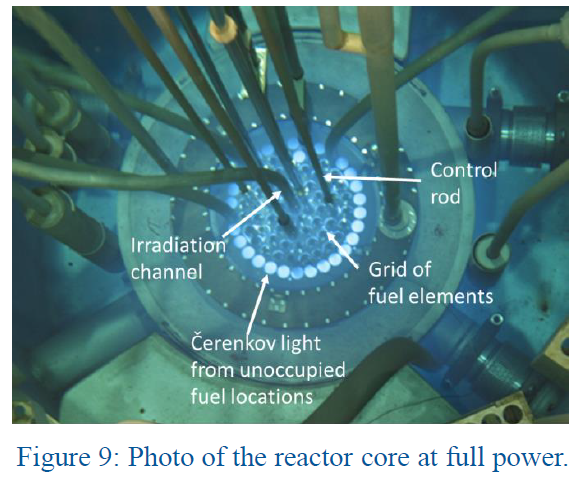 Control
rod
Irradiation
channel
Grid of
fuel elements
Čerenkov light
from unoccupied
fuel locations
Figure 9: Photo of the reactor core at full power.